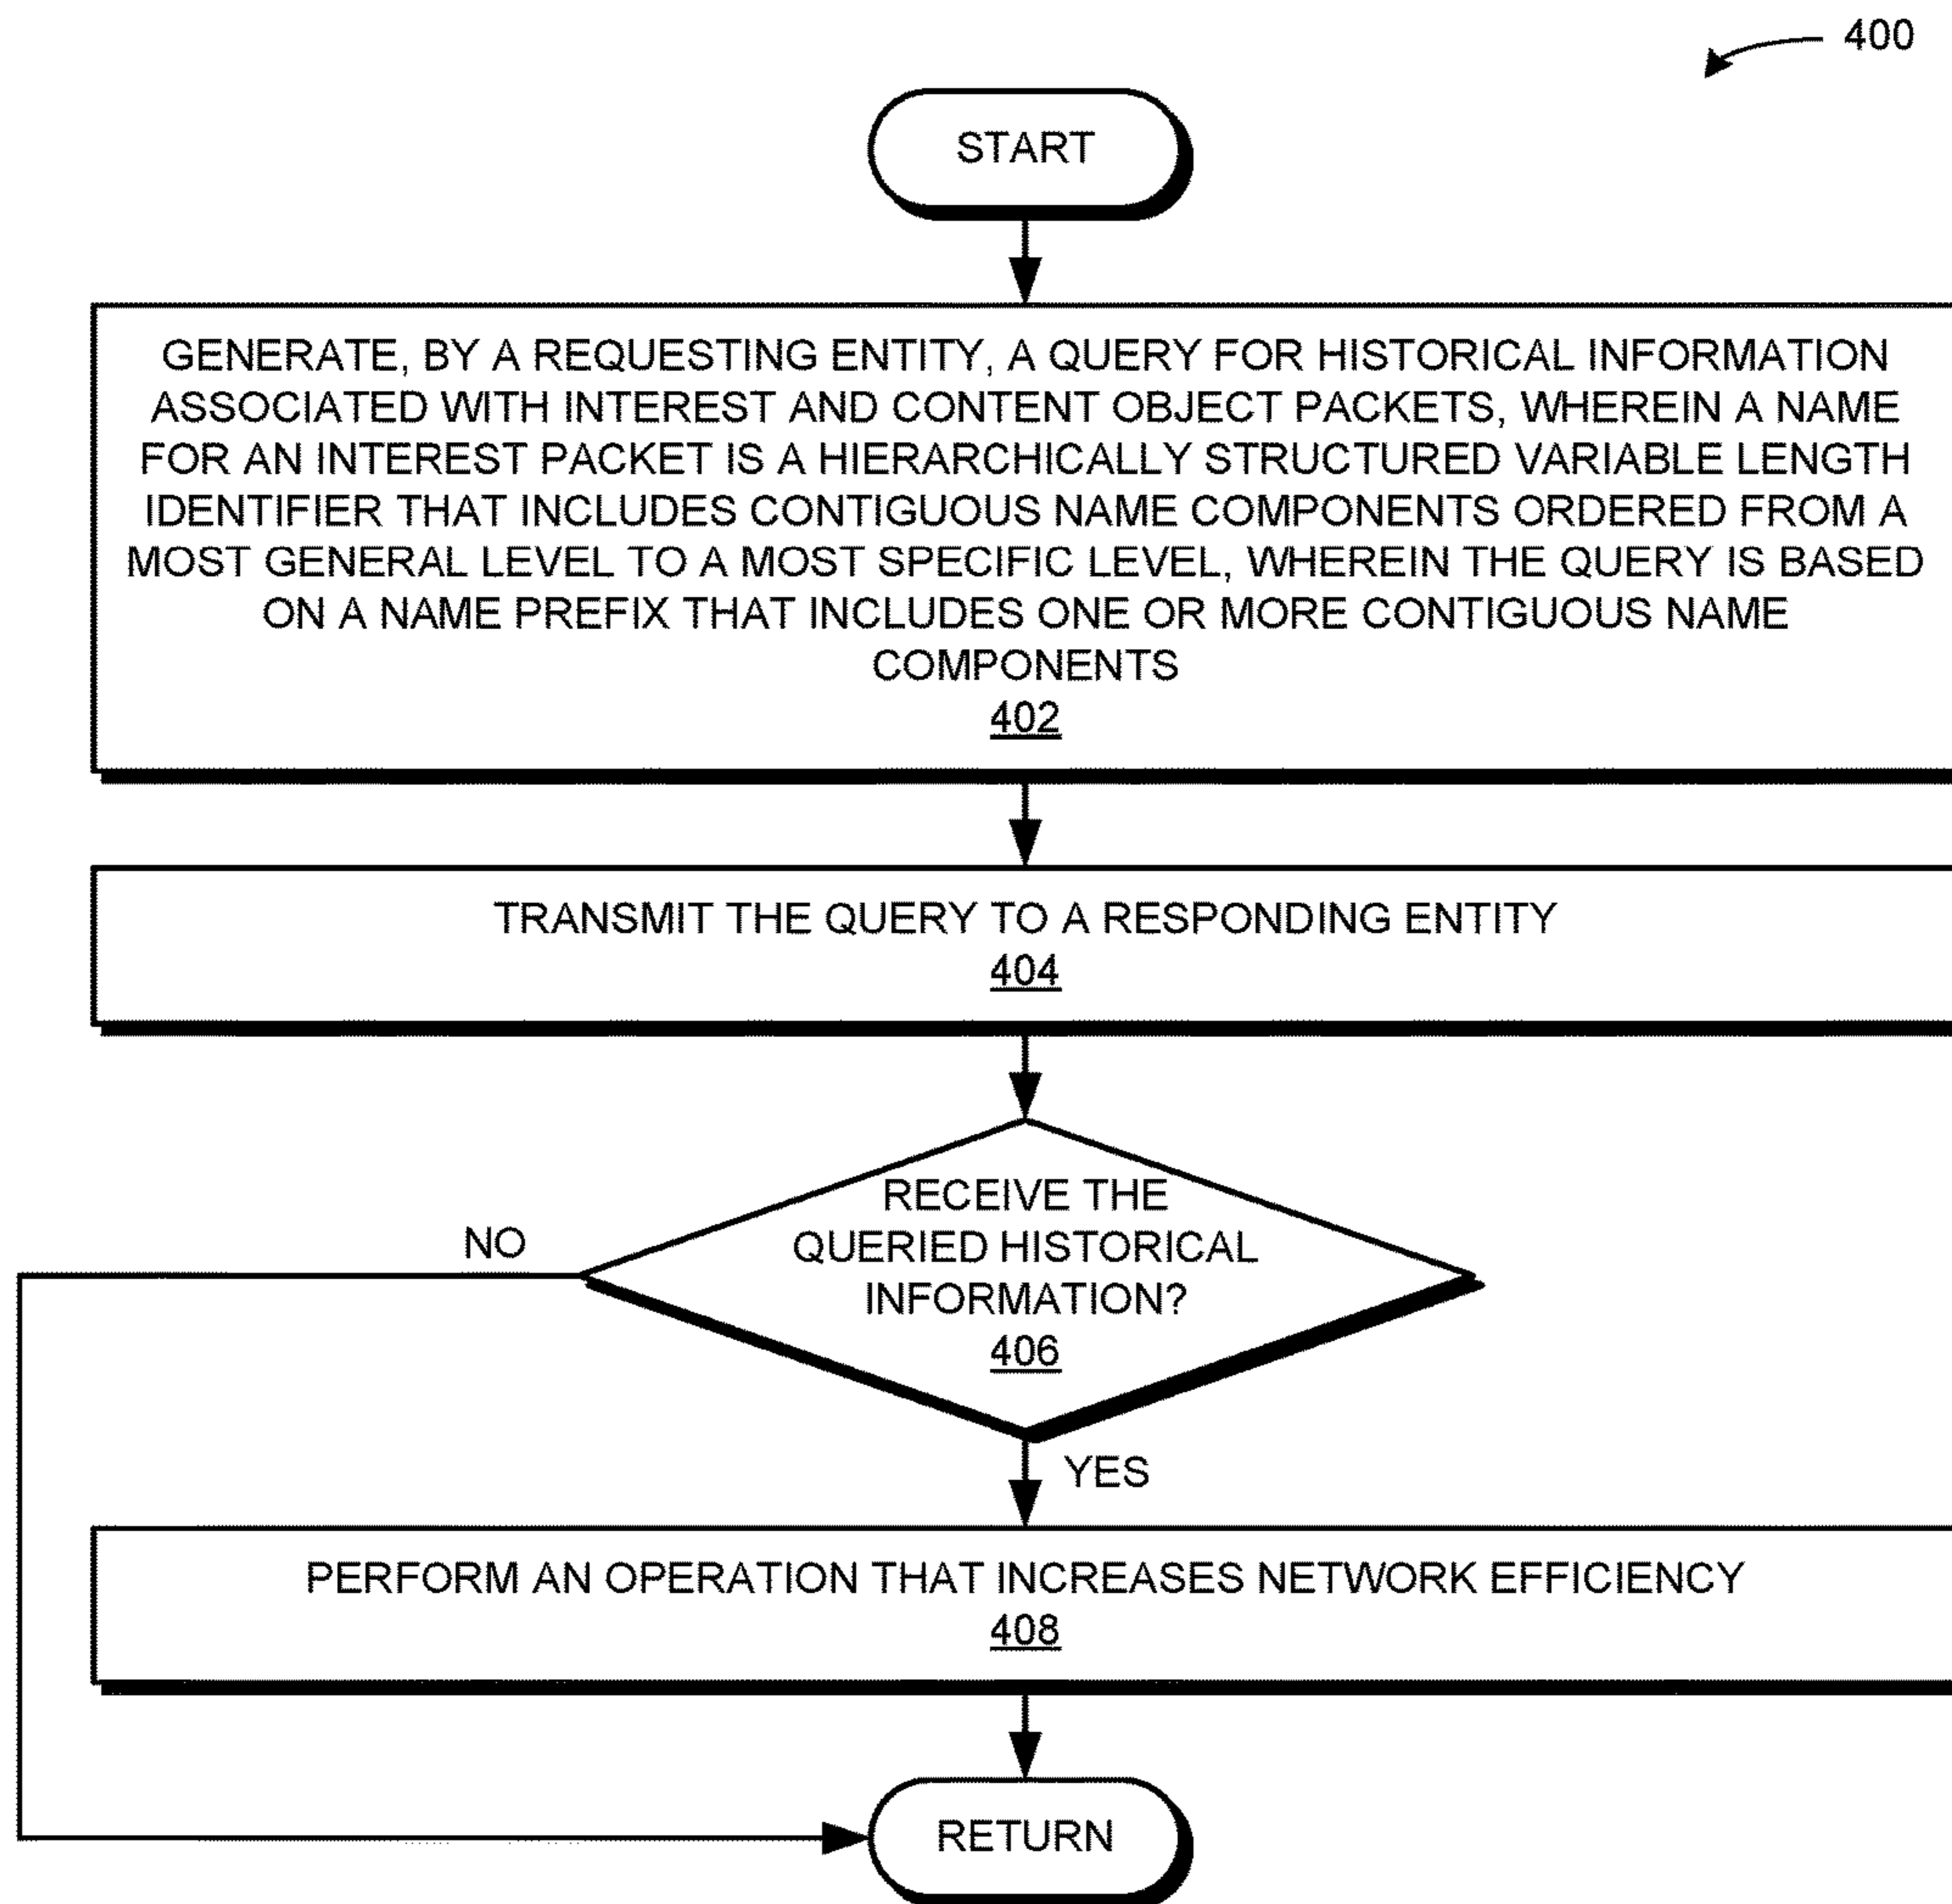 400
START
GENERATE, BY A REQUESTING ENTITY, A QUERY FOR HISTORICAL INFORMATION
ASSOCIATED WITH INTEREST AND CONTENT OBJECT PACKETS, WHEREIN A NAME
FOR AN INTEREST PACKET IS A HIERARCHICALLY STRUCTURED VARIABLE LENGTH
IDENTIFIER THAT INCLUDES CONTIGUOUS NAME COMPONENTS ORDERED FROM A
MOST GENERAL LEVEL TO A MOST SPECIFIC LEVEL, WHEREIN THE QUERY IS BASED
ON A NAME PREFIX THAT INCLUDES ONE OR MORE CONTIGUOUS NAME
COMPONENTS
402
TRANSMIT THE QUERY TO A RESPONDING ENTITY
404
RECEIVE THE
QUERIED HISTORICAL
INFORMATION?
406
NO
YES
PERFORM AN OPERATION THAT INCREASES NETWORK EFFICIENCY
408
RETURN